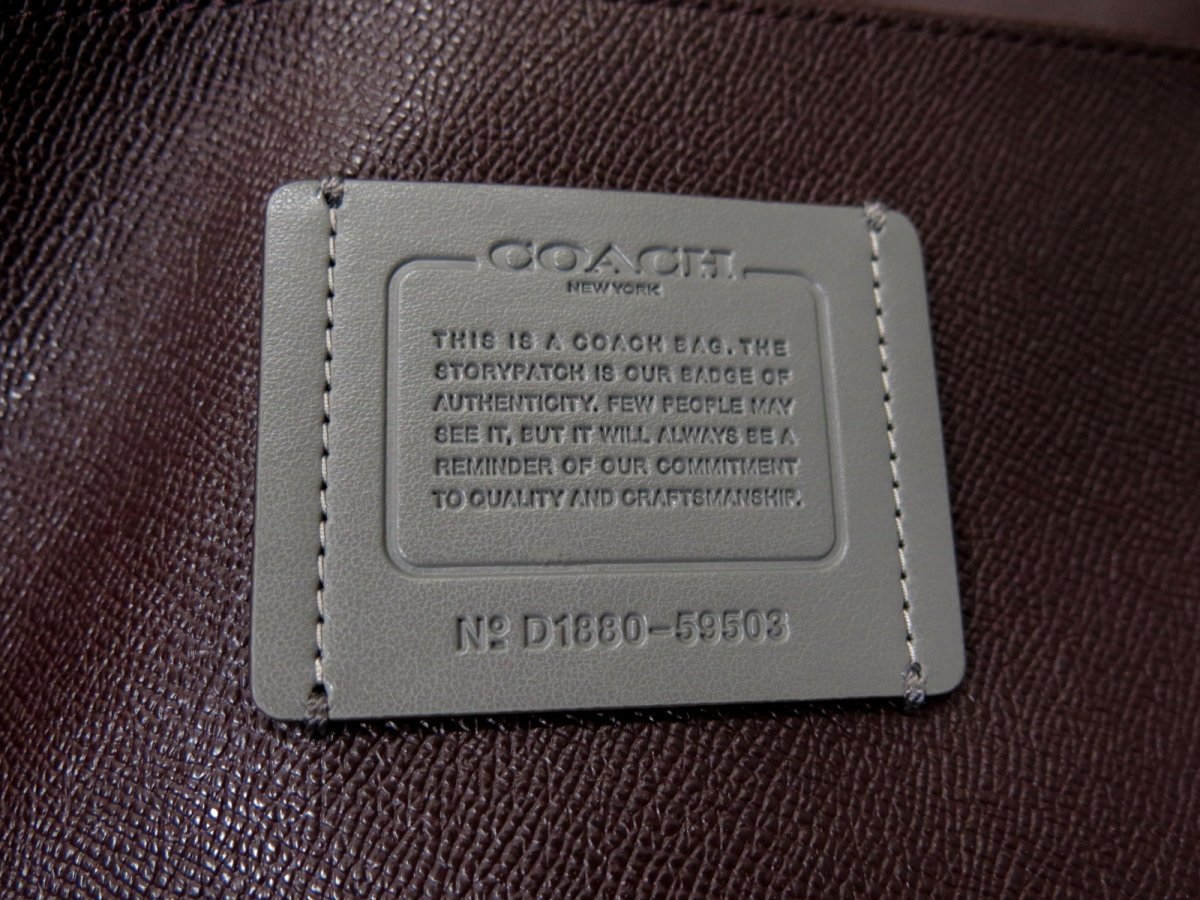 COACH
NEW YORK
THIS IS A COACH BAG. THE
STORYPATCH IS OUR BADGE OF
AUTHENTICITY. FEW PEOPLE MAY
SEE IT, BUT IT WILL ALWAYS BE A
REMINDER OF OUR COMMITMENT
TO QUALITY AND CRAFTSMANSHIP.
Nº D1880-59503